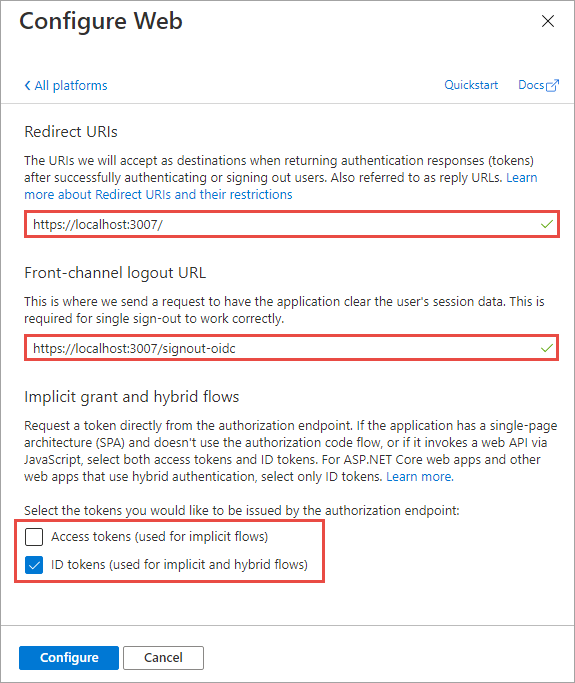 Configure Web
All platforms
Quickstart
Docs
Redirect URIs
The URIs we will accept as destinations when returning authentication responses (tokens)
after successfully authenticating or signing out users. Also referred to as reply URLs. Learn
more about Redirect URIs and their restrictions
https://localhost:3007/
Front-channel logout URL
This is where we send a request to have the application clear the user's session data. This is
required for single sign-out to work correctly.
https://localhost:3007/signout-oidc
Implicit grant and hybrid flows
Request a token directly from the authorization endpoint. If the application has a single-page
architecture (SPA) and doesn't use the authorization code flow, or if it invokes a web API via
JavaScript, select both access tokens and ID tokens. For ASP.NET Core web apps and other
web apps that use hybrid authentication, select only ID tokens. Learn more.
Select the tokens you would like to be issued by the authorization endpoint:
Access tokens (used for implicit flows)
ID tokens (used for implicit and hybrid flows)
Configure
Cancel